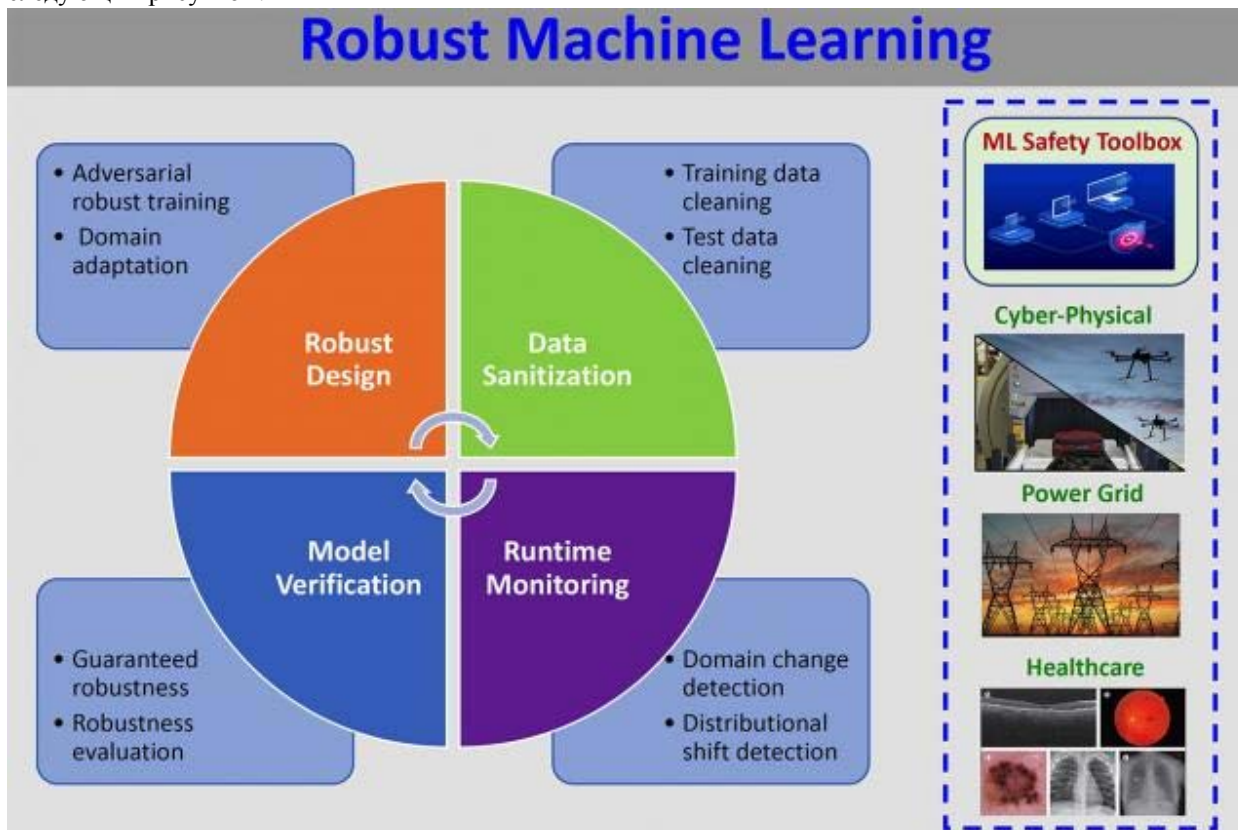 Robust Machine Learning
• Adversarial
robust training
• Domain
adaptation
• Training data
cleaning
• Test data
cleaning
Robust
Design
Data
Sanitization
Model
Verification
Runtime
Monitoring
• Guaranteed
robustness
• Robustness
evaluation
• Domain change
detection
• Distributional
shift detection
ML Safety Toolbox
Cyber-Physical
Power Grid
Healthcare